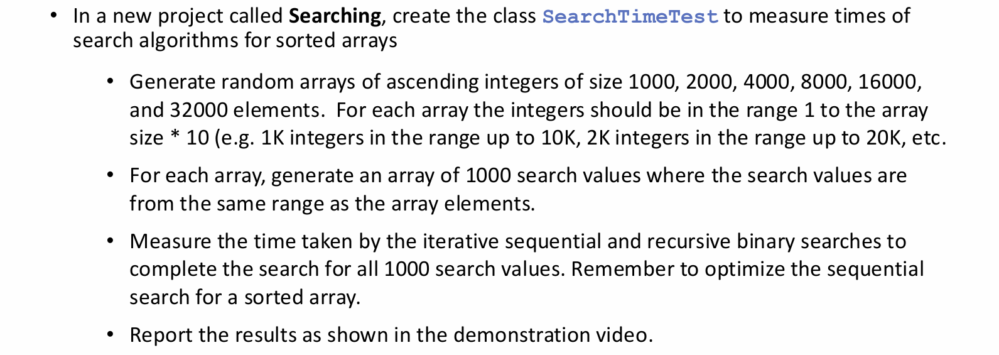 • In a new project called Searching, create the class SearchTimeTest to measure times of
search algorithms for sorted arrays
• Generate random arrays of ascending integers of size 1000, 2000, 4000, 8000, 16000,
and 32000 elements.  For each array the integers should be in the range 1 to the array
size * 10 (e.g. 1K integers in the range up to 10K, 2K integers in the range up to 20K, etc.
• For each array, generate an array of 1000 search values where the search values are
from the same range as the array elements.
• Measure the time taken by the iterative sequential and recursive binary searches to
complete the search for all 1000 search values. Remember to optimize the sequential
search for a sorted array.
• Report the results as shown in the demonstration video.